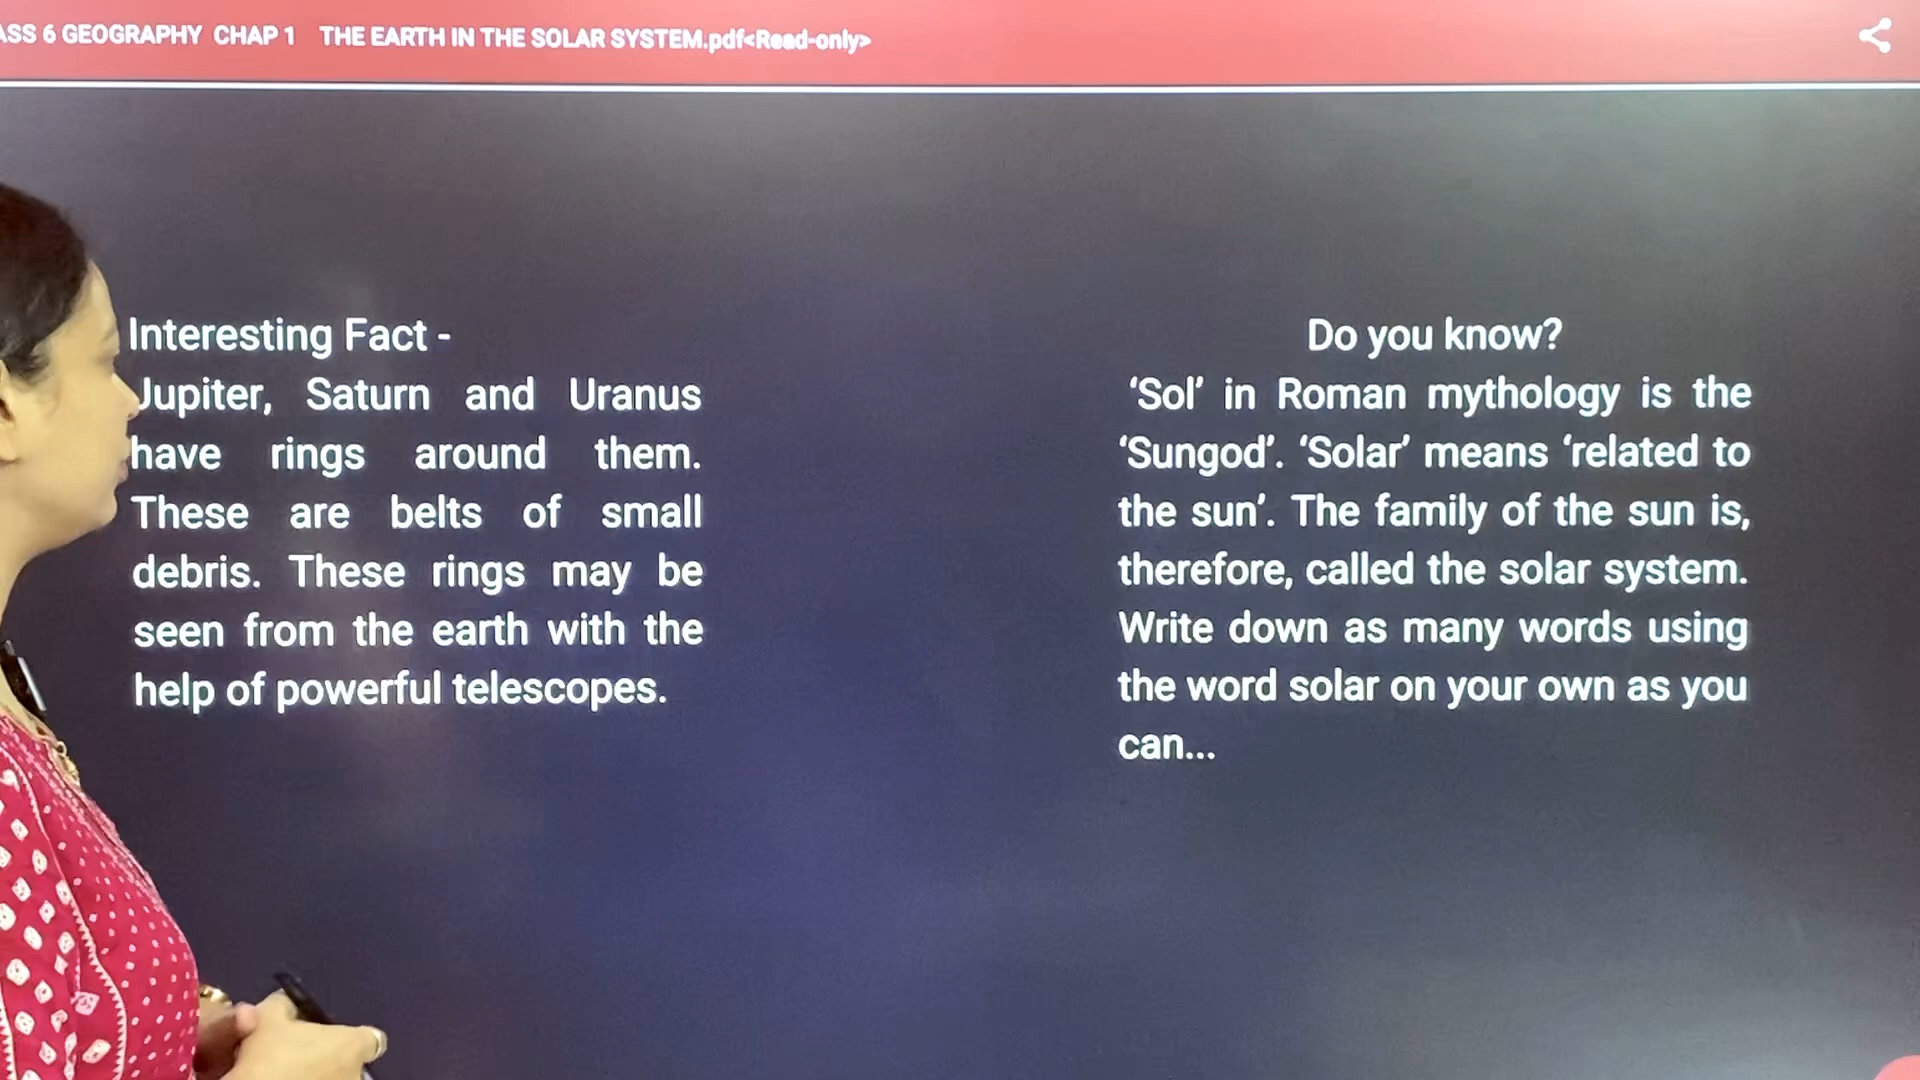 ASS 6 GEOGRAPHY CHAP 1 THE EARTH IN THE SOLAR SYSTEM.pdf<Read-only>
Interesting Fact -
Jupiter, Saturn and Uranus
have rings around them.
These are belts of small
debris. These rings may be
seen from the earth with the
help of powerful telescopes.
Do you know?
‘Sol’ in Roman mythology is the
‘Sungod’. ‘Solar’ means ‘related to
the sun’. The family of the sun is,
therefore, called the solar system.
Write down as many words using
the word solar on your own as you
can...